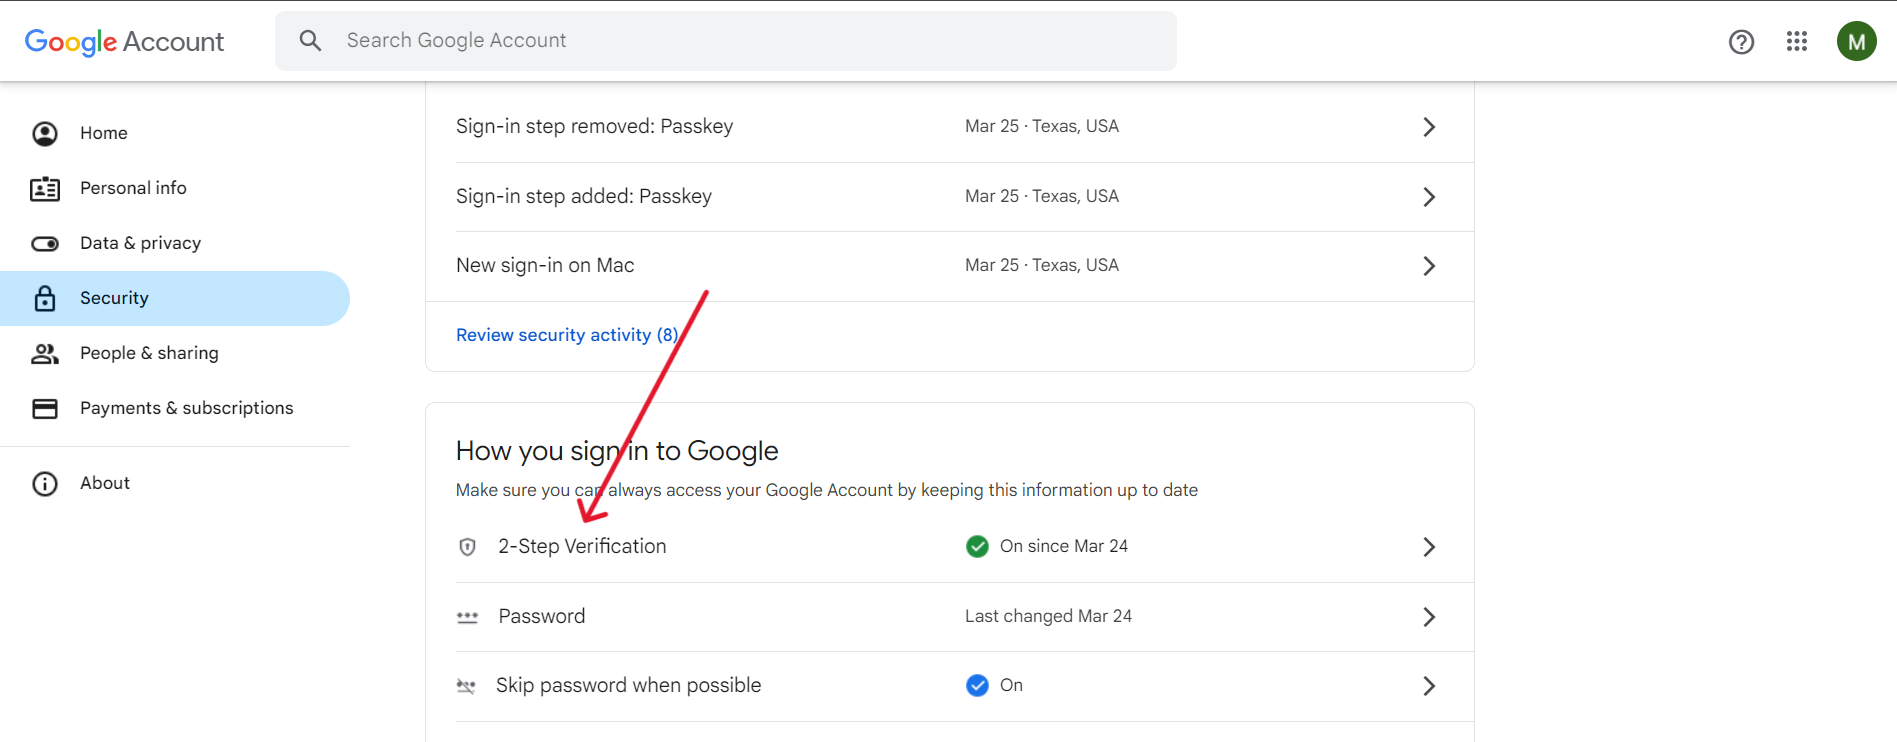 Google Account
Search Google Account
M
Home
Personal info
Data & privacy
Security
People & sharing
Payments & subscriptions
About
Sign-in step removed: Passkey
Mar 25 · Texas, USA
Sign-in step added: Passkey
Mar 25 · Texas, USA
New sign-in on Mac
Mar 25 · Texas, USA
Review security activity (8)
How you sign in to Google
Make sure you can always access your Google Account by keeping this information up to date
2-Step Verification
On since Mar 24
Password
Last changed Mar 24
Skip password when possible
On